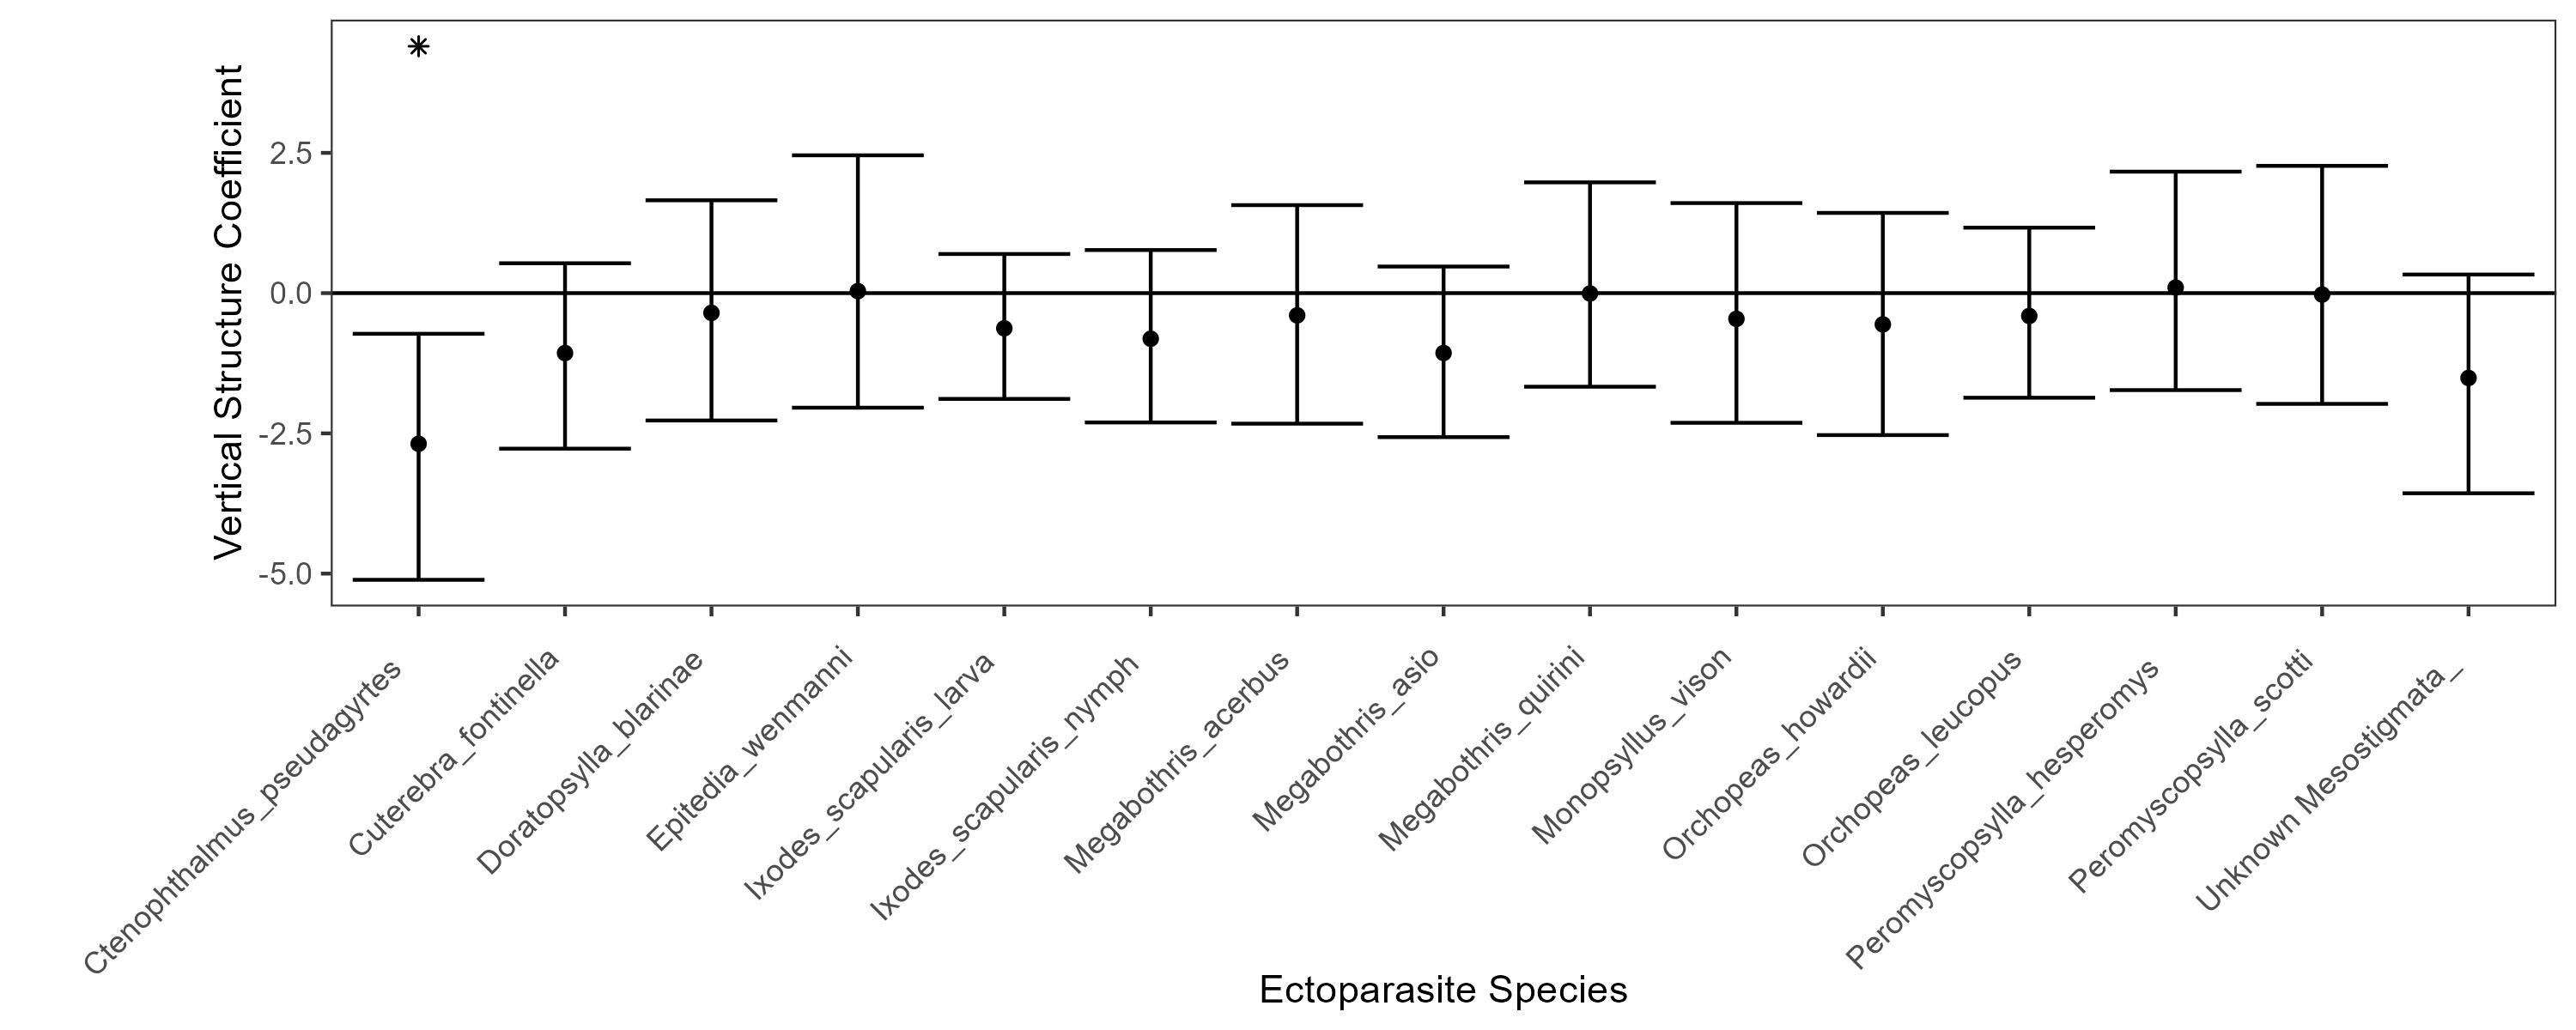 *
Vertical Structure Coefficient
2.5
0.0
-2.5
-5.0
Ctenophthalmus_pseudagyrtes
Cuterebra_fontinella
Doratopsylla_blarinae
Epitedia_wenmanni
Ixodes_scapularis_larva
Ixodes_scapularis_nymph
Megabothris_acerbus
Megabothris_asio
Megabothris_quirini
Monopsyllus_vison
Orchopeas_howardii
Orchopeas_leucopus
Peromyscopsylla_hesperomys
Peromyscopsylla_scotti
Unknown Mesostigmata_
Ectoparasite Species